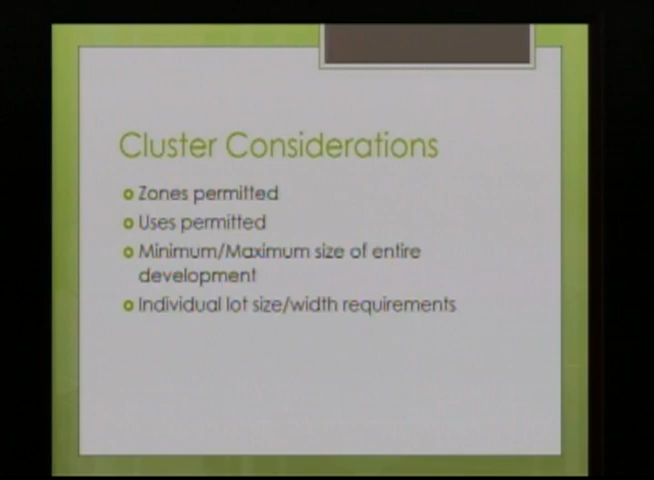 Cluster Considerations
Zones permitted
Uses permitted
Minimum/Maximum size of entire
development
Individual lot size/width requirements